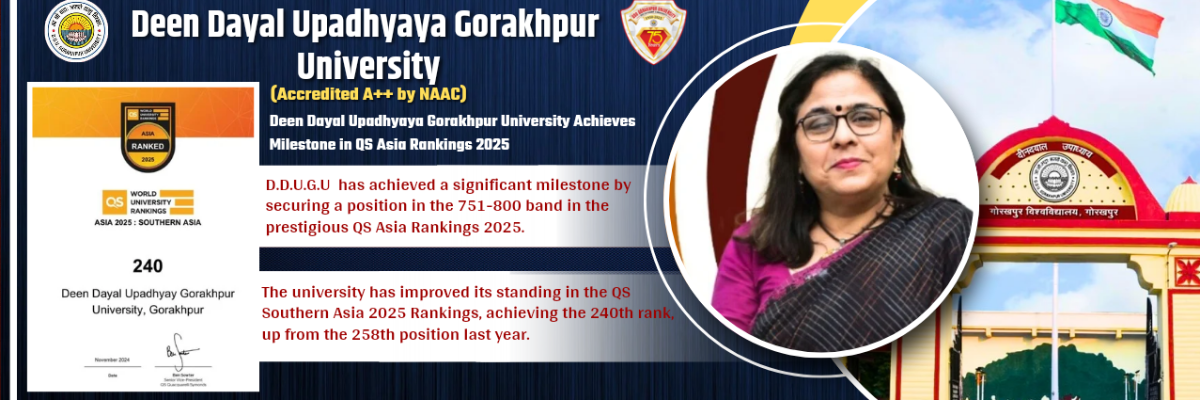 Deen Dayal Upadhyaya Gorakhpur
University
(Accredited A++ by NAAC)
Deen Dayal Upadhyaya Gorakhpur University Achieves
Milestone in QS Asia Rankings 2025
D.D.U.G.U has achieved a significant milestone by
securing a position in the 751-800 band in the
prestigious QS Asia Rankings 2025.
The university has improved its standing in the QS
Southern Asia 2025 Rankings, achieving the 240th rank,
up from the 258th position last year.
QS WORLD
UNIVERSITY
RANKINGS
ASIA
RANKED
2025
QS WORLD
UNIVERSITY
RANKINGS
ASIA 2025 : SOUTHERN ASIA
240
Deen Dayal Upadhyay Gorakhpur
University, Gorakhpur
November 2024
Date
Ben Sowter
Senior Vice President
QS Quacquarelli Symonds
75
दीनदयाल उपाध्याय
गोरखपुर विश्वविद्यालय, गोरखपुर